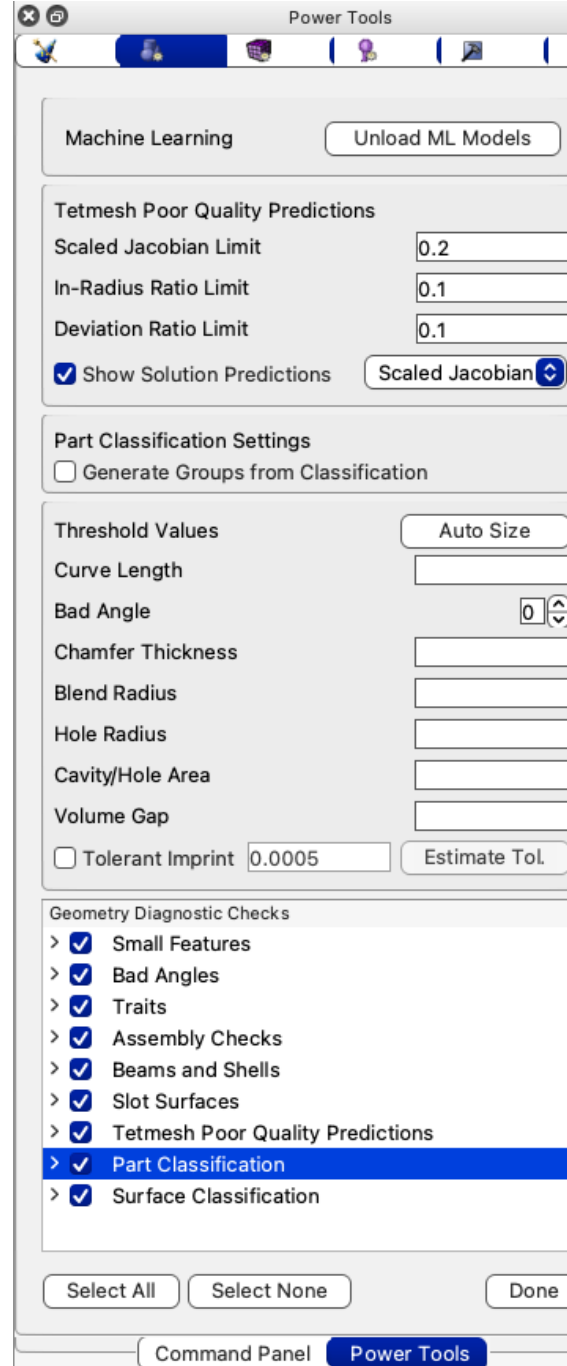 Power Tools
Machine Learning Unload ML Models
Tetmesh Poor Quality Predictions
Scaled Jacobian Limit 0.2
In-Radius Ratio Limit 0.1
Deviation Ratio Limit 0.1
Show Solution Predictions Scaled Jacobian
Part Classification Settings
Generate Groups from Classification
Threshold Values Auto Size
Curve Length
Bad Angle 0
Chamfer Thickness
Blend Radius
Hole Radius
Cavity/Hole Area
Volume Gap
Tolerant Imprint 0.0005 Estimate Tol.
Geometry Diagnostic Checks
Small Features
Bad Angles
Traits
Assembly Checks
Beams and Shells
Slot Surfaces
Tetmesh Poor Quality Predictions
Part Classification
Surface Classification
Select All Select None Done
Command Panel Power Tools